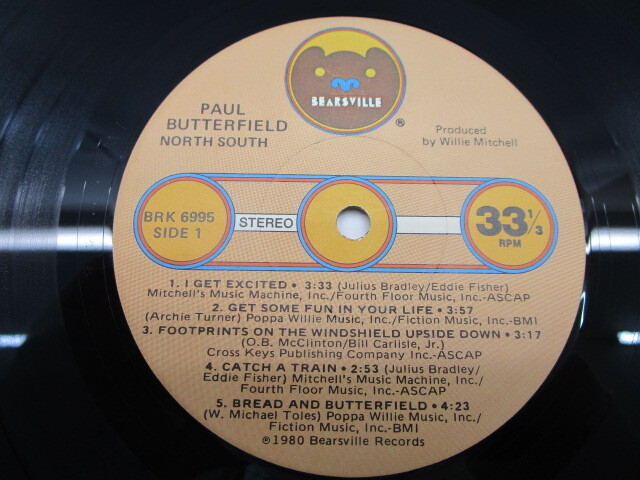 BEARSVILLE
®
PAUL
BUTTERFIELD
NORTH SOUTH
Produced
by Willie Mitchell
BRK 6995
SIDE 1
STEREO
33 1/3
RPM
1. I GET EXCITED • 3:33 (Julius Bradley/Eddie Fisher)
Mitchell's Music Machine, Inc./Fourth Floor Music, Inc.-ASCAP
2. GET SOME FUN IN YOUR LIFE • 3:57
(Archie Turner) Poppa Willie Music, Inc./Fiction Music, Inc.-BMI
3. FOOTPRINTS ON THE WINDSHIELD UPSIDE DOWN • 3:17
(O.B. McClinton/Bill Carlisle, Jr.)
Cross Keys Publishing Company Inc.-ASCAP
4. CATCH A TRAIN • 2:53 (Julius Bradley/
Eddie Fisher) Mitchell's Music Machine, Inc./
Fourth Floor Music, Inc.-ASCAP
5. BREAD AND BUTTERFIELD • 4:23
(W. Michael Toles) Poppa Willie Music, Inc./
Fiction Music, Inc.-BMI
℗1980 Bearsville Records